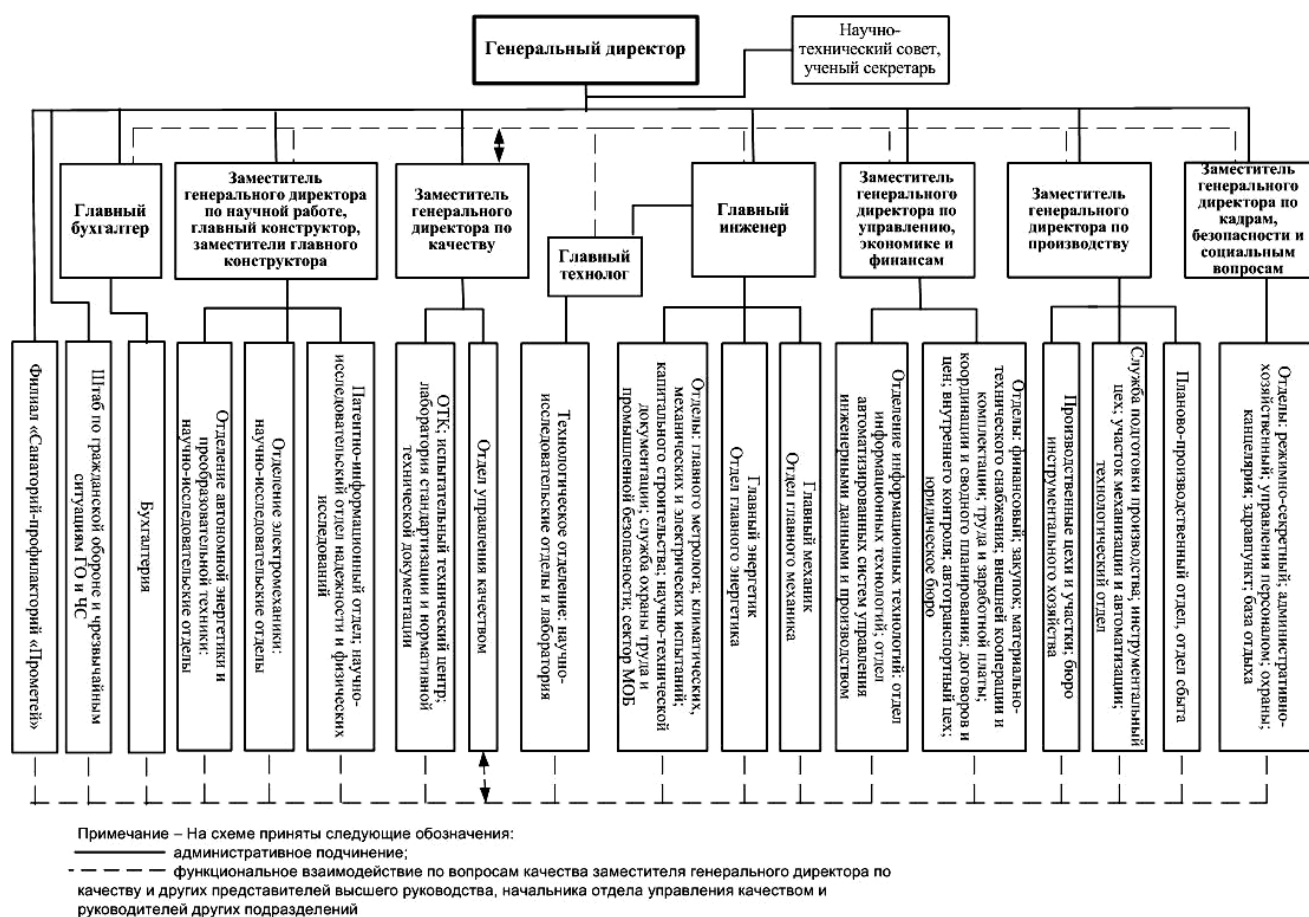 Генеральный
директор
Научно-
технический совет,
ученый секретарь
Главный
бухгалтер
Заместитель
генерального директора
по научной работе,
главный конструктор,
заместители главного
конструктора
Заместитель
генерального
директора по
качеству
Главный
технолог
Главный
инженер
Заместитель
генерального
директора по
управлению,
экономике и
финансам
Заместитель
генерального
директора по
производству
Заместитель
генерального
директора по
кадрам,
безопасности и
социальным
вопросам
Филиал «Санаторий-профилакторий «Прометей»
Штаб по гражданской обороне и чрезвычайным
ситуациям ГО и ЧС
Бухгалтерия
Отделение автономной энергетики и
преобразовательной техники:
научно-исследовательские отделы
Отделение электромеханики:
научно-исследовательские отделы
Патентно-информационный отдел; научно-
исследовательский отдел надежности и физических
исследований
ОТК; испытательный технический центр;
лаборатория стандартизации и нормативной
технической документации
Отдел управления качеством
Технологическое отделение: научно-
исследовательские отделы и лаборатория
Отделы: главного метролога; климатических,
механических и электрических испытаний;
капитального строительства; научно-технической
документации; служба охраны труда и
промышленной безопасности; сектор МОБ
Главный энергетик
Отдел главного энергетика
Главный механик
Отдел главного механика
Отделение информационных технологий: отдел
информационных технологий; отдел
автоматизированных систем управления
инженерными данными и производством
Отделы: финансовый; закупок; материально-
технического снабжения; внешней кооперации и
комплектации; труда и заработной платы;
координации и сводного планирования; договоров и
цен; внутреннего контроля; автотранспортный цех;
юридическое бюро
Производственные цехи и участки; бюро
инструментального хозяйства
Служба подготовки производства; инструментальный
цех; участок механизации и автоматизации;
технологический отдел
Планово-производственный отдел, отдел сбыта
Отделы: режимно-секретный; административно-
хозяйственный; управления персоналом; охраны;
канцелярия; здравпункт; база отдыха
Примечание – На схеме приняты следующие обозначения:
административное подчинение;
функциональное взаимодействие по вопросам качества заместителя генерального директора по
качеству и других представителей высшего руководства, начальника отдела управления качеством и
руководителей других подразделений